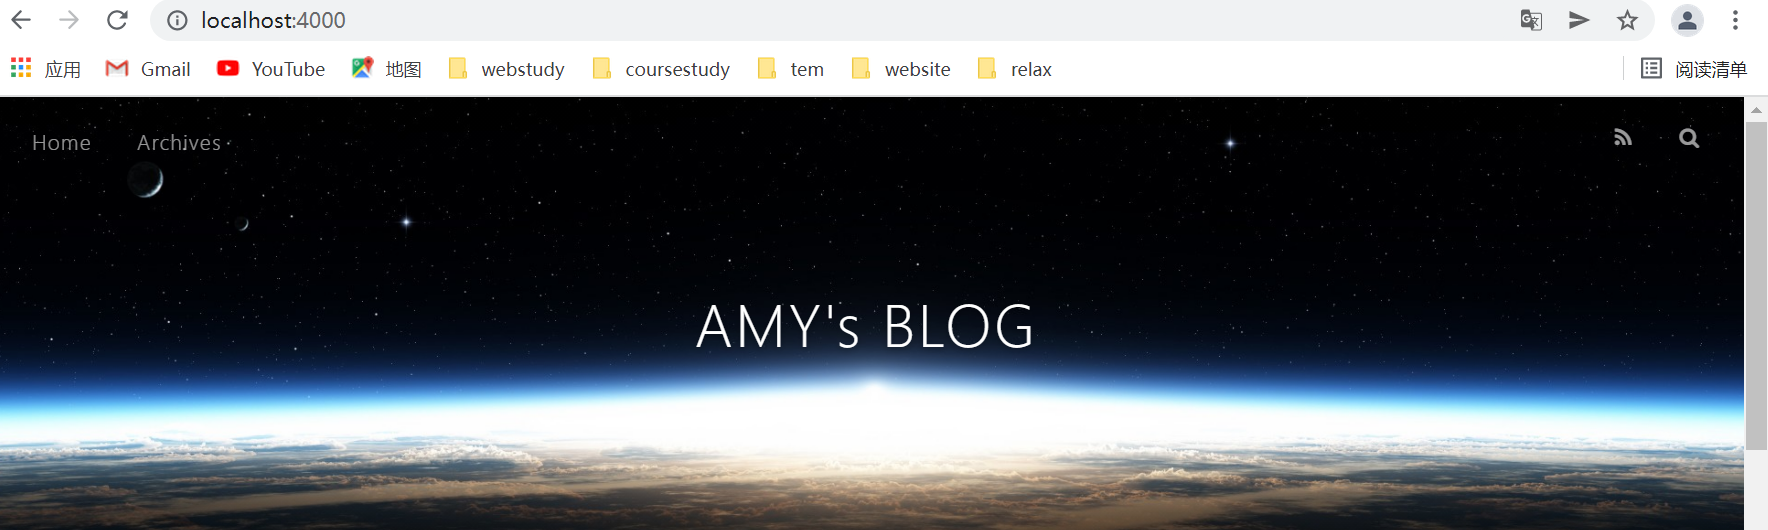 localhost:4000
应用 Gmail YouTube 地图 webstudy coursestudy tem website relax 阅读清单
Home Archives
AMY's BLOG